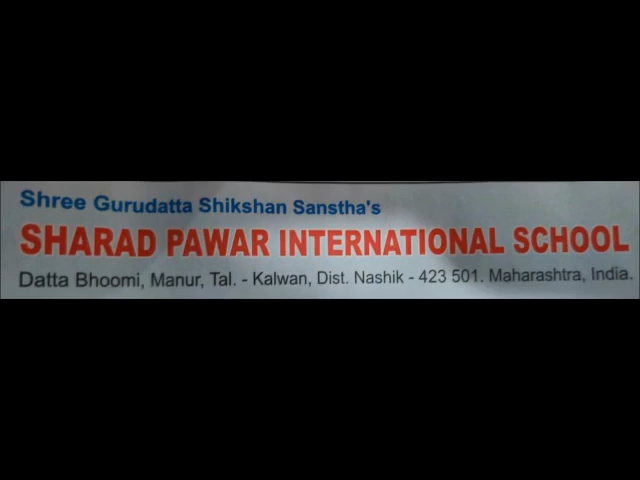 Shree Gurudatta Shikshan Sanstha's
SHARAD PAWAR INTERNATIONAL SCHOOL
Datta Bhoomi, Manur, Tal. - Kalwan, Dist. Nashik - 423 501. Maharashtra, India.